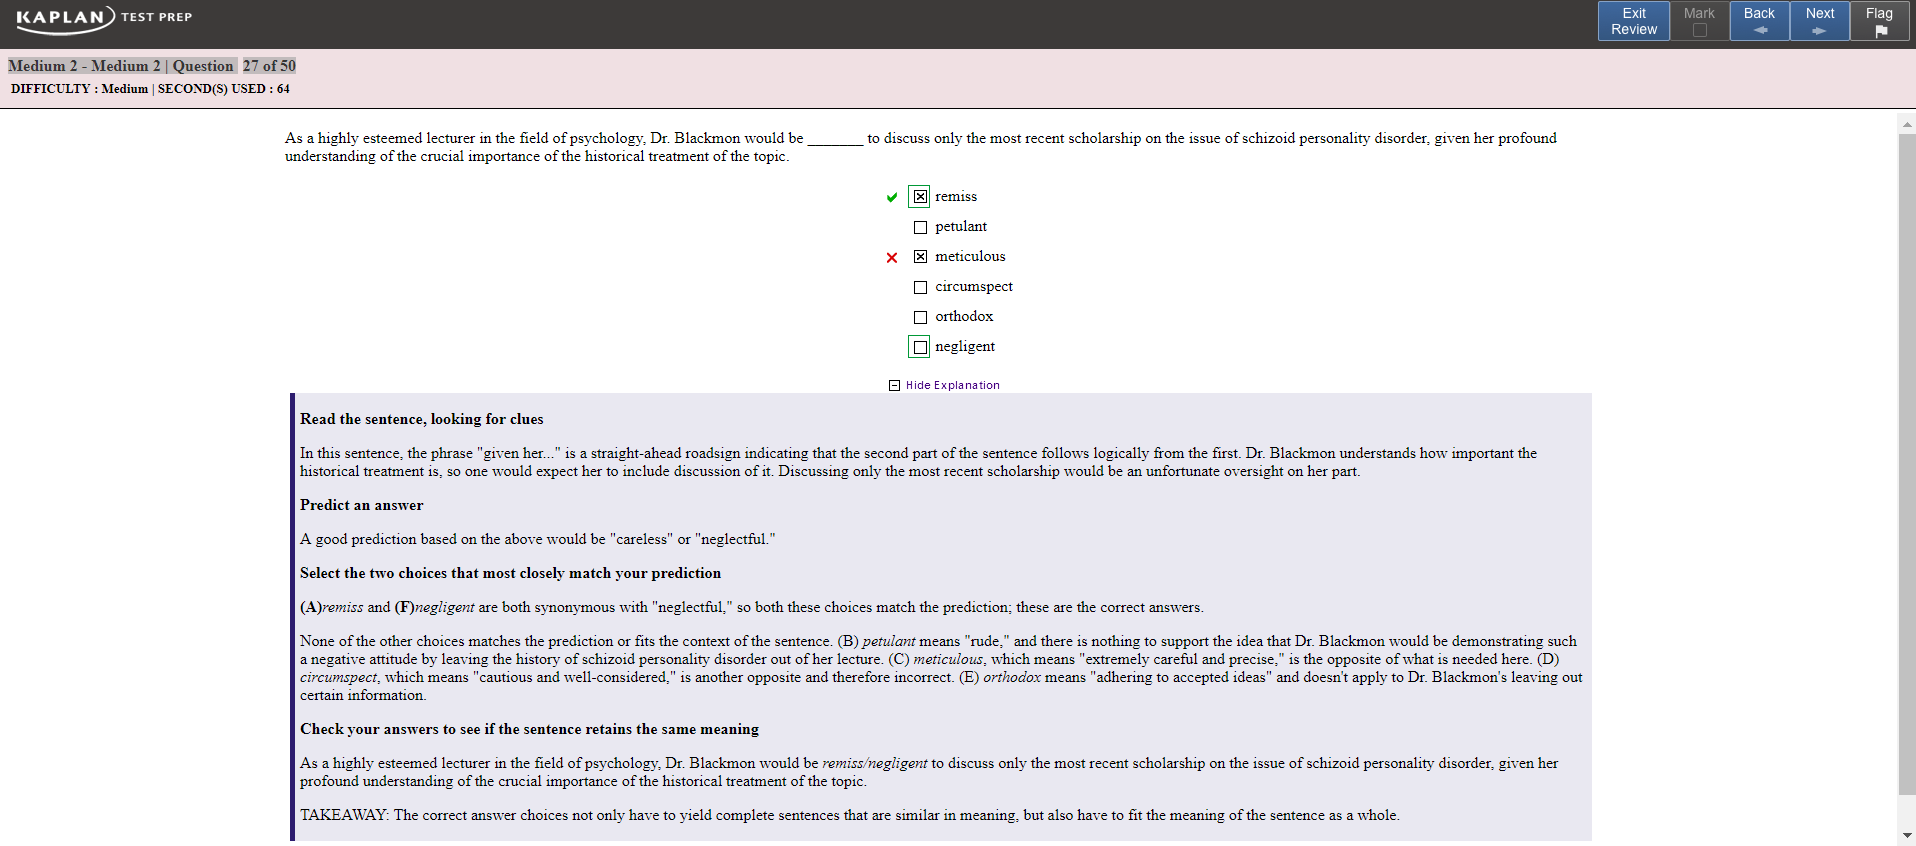 KAPLAN TEST PREP
Exit Review
Mark
Back
Next
Flag
Medium 2 - Medium 2 | Question 27 of 50
DIFFICULTY : Medium | SECOND(S) USED : 64
As a highly esteemed lecturer in the field of psychology, Dr. Blackmon would be _______ to discuss only the most recent scholarship on the issue of schizoid personality disorder, given her profound
understanding of the crucial importance of the historical treatment of the topic.
remiss
petulant
meticulous
circumspect
orthodox
negligent
Hide Explanation
Read the sentence, looking for clues
In this sentence, the phrase "given her..." is a straight-ahead roadsign indicating that the second part of the sentence follows logically from the first. Dr. Blackmon understands how important the
historical treatment is, so one would expect her to include discussion of it. Discussing only the most recent scholarship would be an unfortunate oversight on her part.
Predict an answer
A good prediction based on the above would be "careless" or "neglectful."
Select the two choices that most closely match your prediction
(A)remiss and (F)negligent are both synonymous with "neglectful," so both these choices match the prediction; these are the correct answers.
None of the other choices matches the prediction or fits the context of the sentence. (B) petulant means "rude," and there is nothing to support the idea that Dr. Blackmon would be demonstrating such
a negative attitude by leaving the history of schizoid personality disorder out of her lecture. (C) meticulous, which means "extremely careful and precise," is the opposite of what is needed here. (D)
circumspect, which means "cautious and well-considered," is another opposite and therefore incorrect. (E) orthodox means "adhering to accepted ideas" and doesn't apply to Dr. Blackmon's leaving out
certain information.
Check your answers to see if the sentence retains the same meaning
As a highly esteemed lecturer in the field of psychology, Dr. Blackmon would be remiss/negligent to discuss only the most recent scholarship on the issue of schizoid personality disorder, given her
profound understanding of the crucial importance of the historical treatment of the topic.
TAKEAWAY: The correct answer choices not only have to yield complete sentences that are similar in meaning, but also have to fit the meaning of the sentence as a whole.